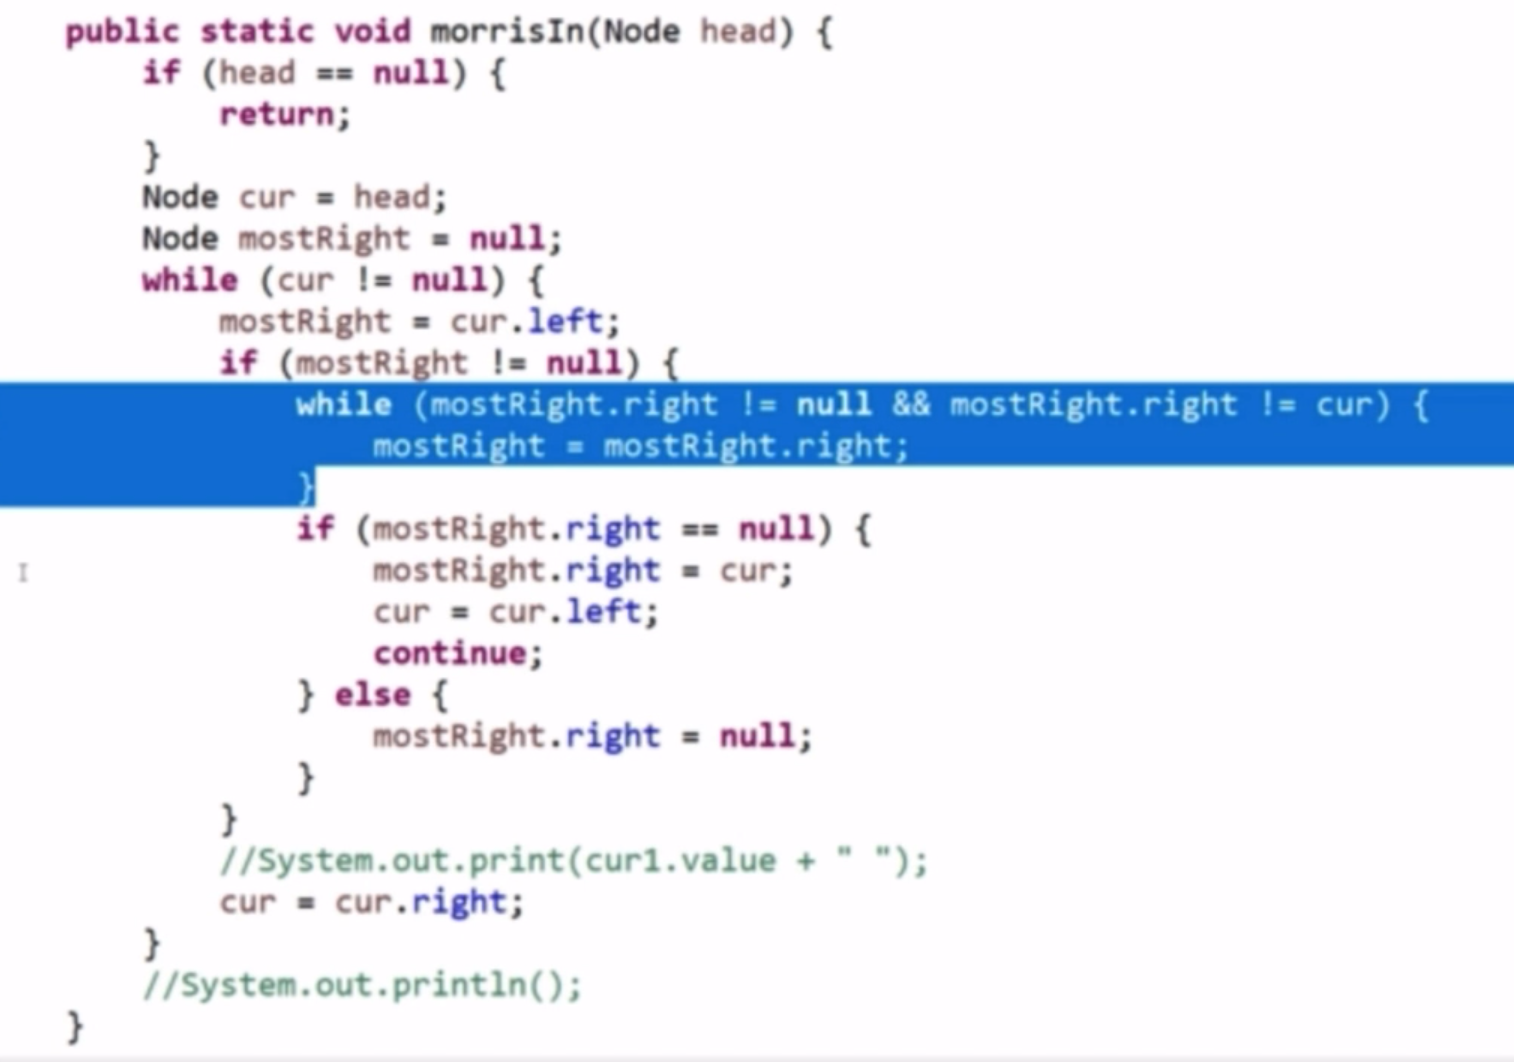 public static void morrisIn(Node head) {
    if (head == null) {
        return;
    }
    Node cur = head;
    Node mostRight = null;
    while (cur != null) {
        mostRight = cur.left;
        if (mostRight != null) {
            while (mostRight.right != null && mostRight.right != cur) {
                mostRight = mostRight.right;
            }
            if (mostRight.right == null) {
                mostRight.right = cur;
                cur = cur.left;
                continue;
            } else {
                mostRight.right = null;
            }
        }
        //System.out.print(cur1.value + " ");
        cur = cur.right;
    }
    //System.out.println();
}